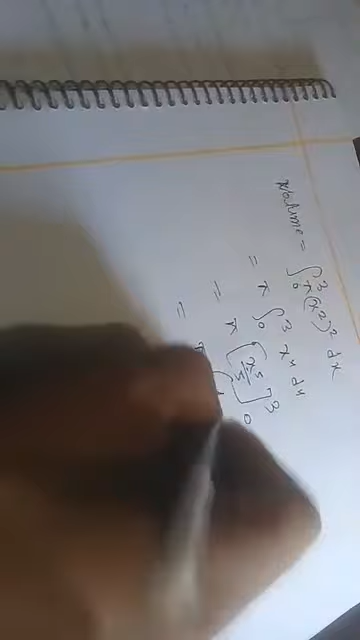 Volume = ∫₀³ π(x²)² dx
= π ∫₀³ x⁴ dx
= π [x⁵/5]₀³
= π